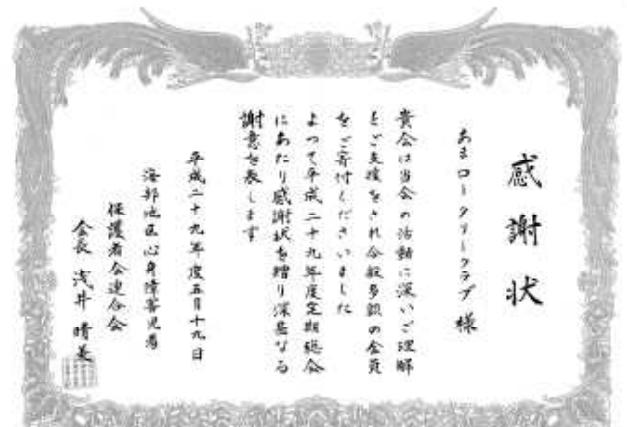 感謝状
あまロータリークラブ様
貴会は当会の活動に深いご理解
とご支援をされ今般多額の金員
をご寄付くださいました
よって平成二十九年度定期総会
にあたり感謝状を贈り深甚なる
謝意を表します
平成二十九年度五月十九日
海部地区心身障害児者
保護者会連合会
会長 浅井 晴美